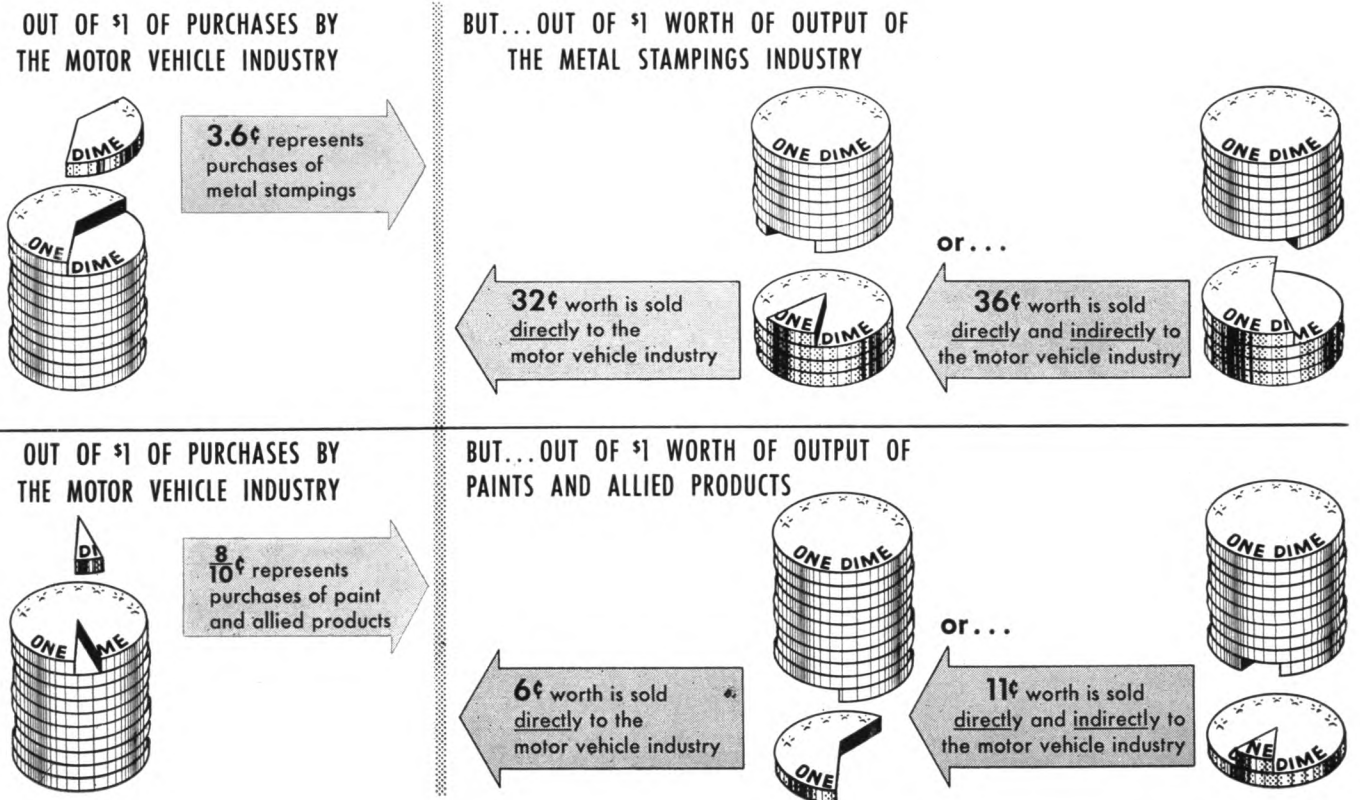 OUT OF $1 OF PURCHASES BY
THE MOTOR VEHICLE INDUSTRY
DIME
ONE DIME
3.6¢ represents
purchases of
metal stampings
BUT...OUT OF $1 WORTH OF OUTPUT OF
THE METAL STAMPINGS INDUSTRY
ONE DIME
32¢ worth is sold
directly to the
motor vehicle industry
ONE DIME
or...
36¢ worth is sold
directly and indirectly to
the motor vehicle industry
ONE DIME
ONE DIME
OUT OF $1 OF PURCHASES BY
THE MOTOR VEHICLE INDUSTRY
DI
ONE ME
8/10¢ represents
purchases of paint
and allied products
BUT...OUT OF $1 WORTH OF OUTPUT OF
PAINTS AND ALLIED PRODUCTS
ONE DIME
6¢ worth is sold
directly to the
motor vehicle industry
ONE
or...
11¢ worth is sold
directly and indirectly to
the motor vehicle industry
ONE DIME
ONE DIME